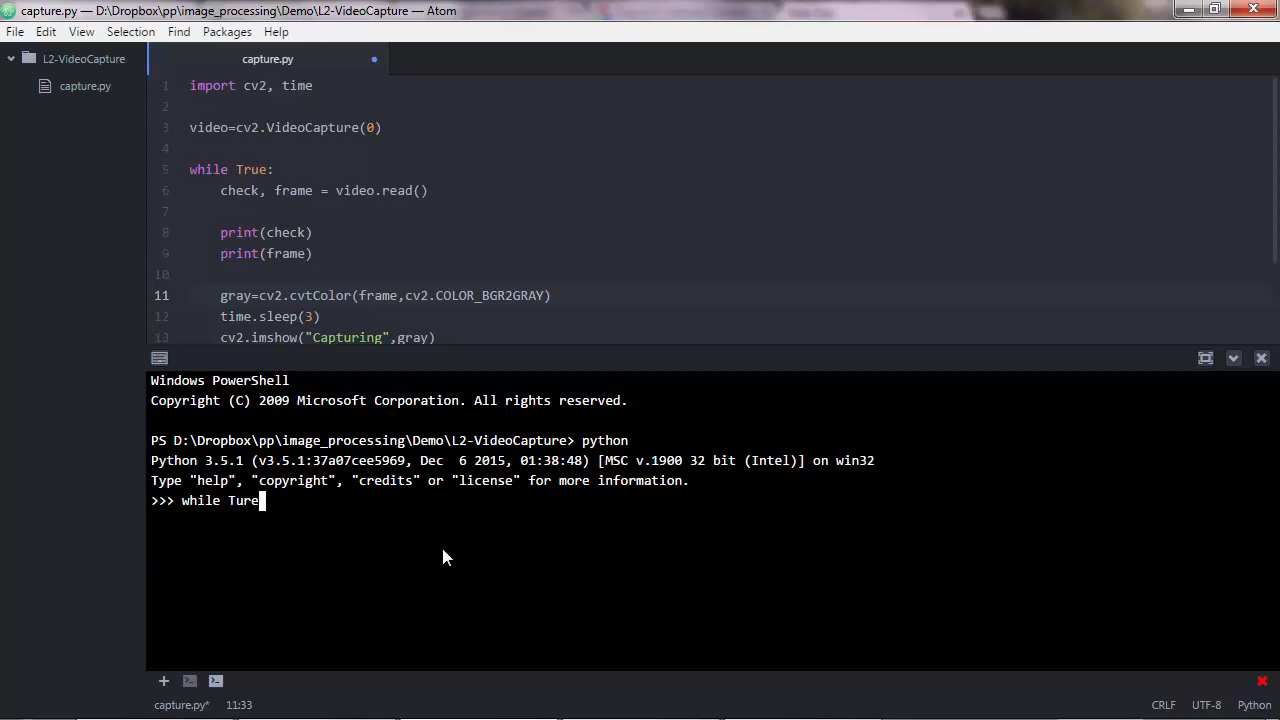 capture.py — D:\Dropbox\pp\image_processing\Demo\L2-VideoCapture — Atom
File Edit View Selection Find Packages Help
L2-VideoCapture
capture.py
capture.py
1 import cv2, time
2
3 video=cv2.VideoCapture(0)
4
5 while True:
6 check, frame = video.read()
7
8 print(check)
9 print(frame)
10
11 gray=cv2.cvtColor(frame,cv2.COLOR_BGR2GRAY)
12 time.sleep(3)
13 cv2.imshow("Capturing",gray)
Windows PowerShell
Copyright (C) 2009 Microsoft Corporation. All rights reserved.
PS D:\Dropbox\pp\image_processing\Demo\L2-VideoCapture> python
Python 3.5.1 (v3.5.1:37a07cee5969, Dec  6 2015, 01:38:48) [MSC v.1900 32 bit (Intel)] on win32
Type "help", "copyright", "credits" or "license" for more information.
>>> while Ture
capture.py* 11:33 CRLF UTF-8 Python